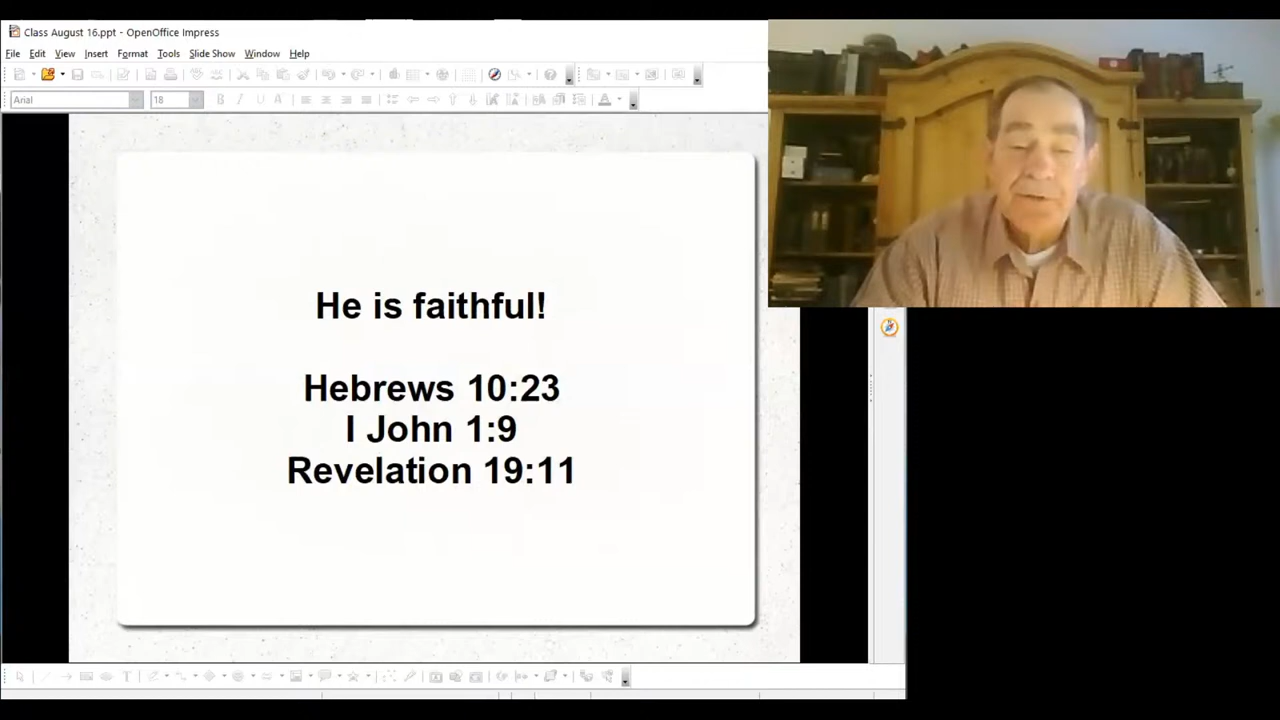 Class August 16.ppt - OpenOffice Impress
File Edit View Insert Format Tools Slide Show Window Help
Arial 18
He is faithful!
Hebrews 10:23
I John 1:9
Revelation 19:11